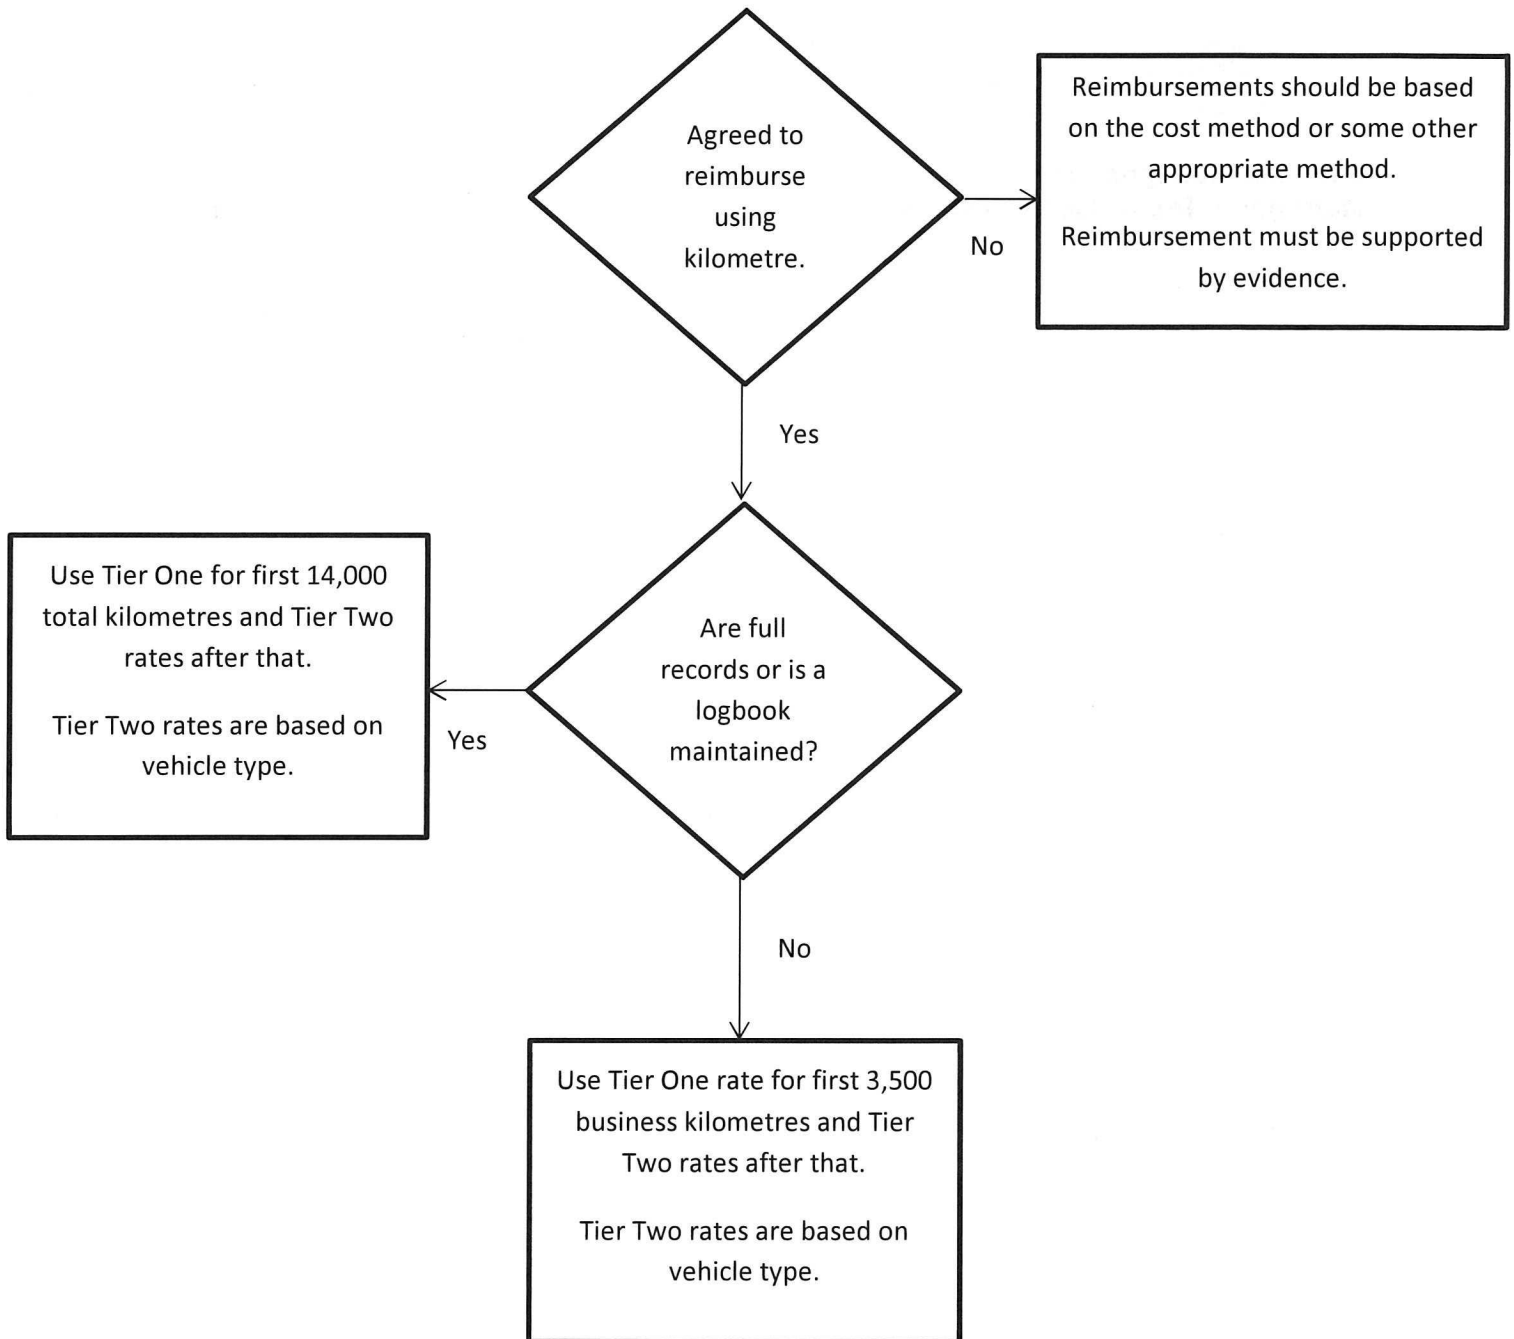 Agreed to
reimburse
using
kilometre.
No
Reimbursements should be based
on the cost method or some other
appropriate method.
Reimbursement must be supported
by evidence.
Yes
Are full
records or is a
logbook
maintained?
Yes
Use Tier One for first 14,000
total kilometres and Tier Two
rates after that.
Tier Two rates are based on
vehicle type.
No
Use Tier One rate for first 3,500
business kilometres and Tier
Two rates after that.
Tier Two rates are based on
vehicle type.